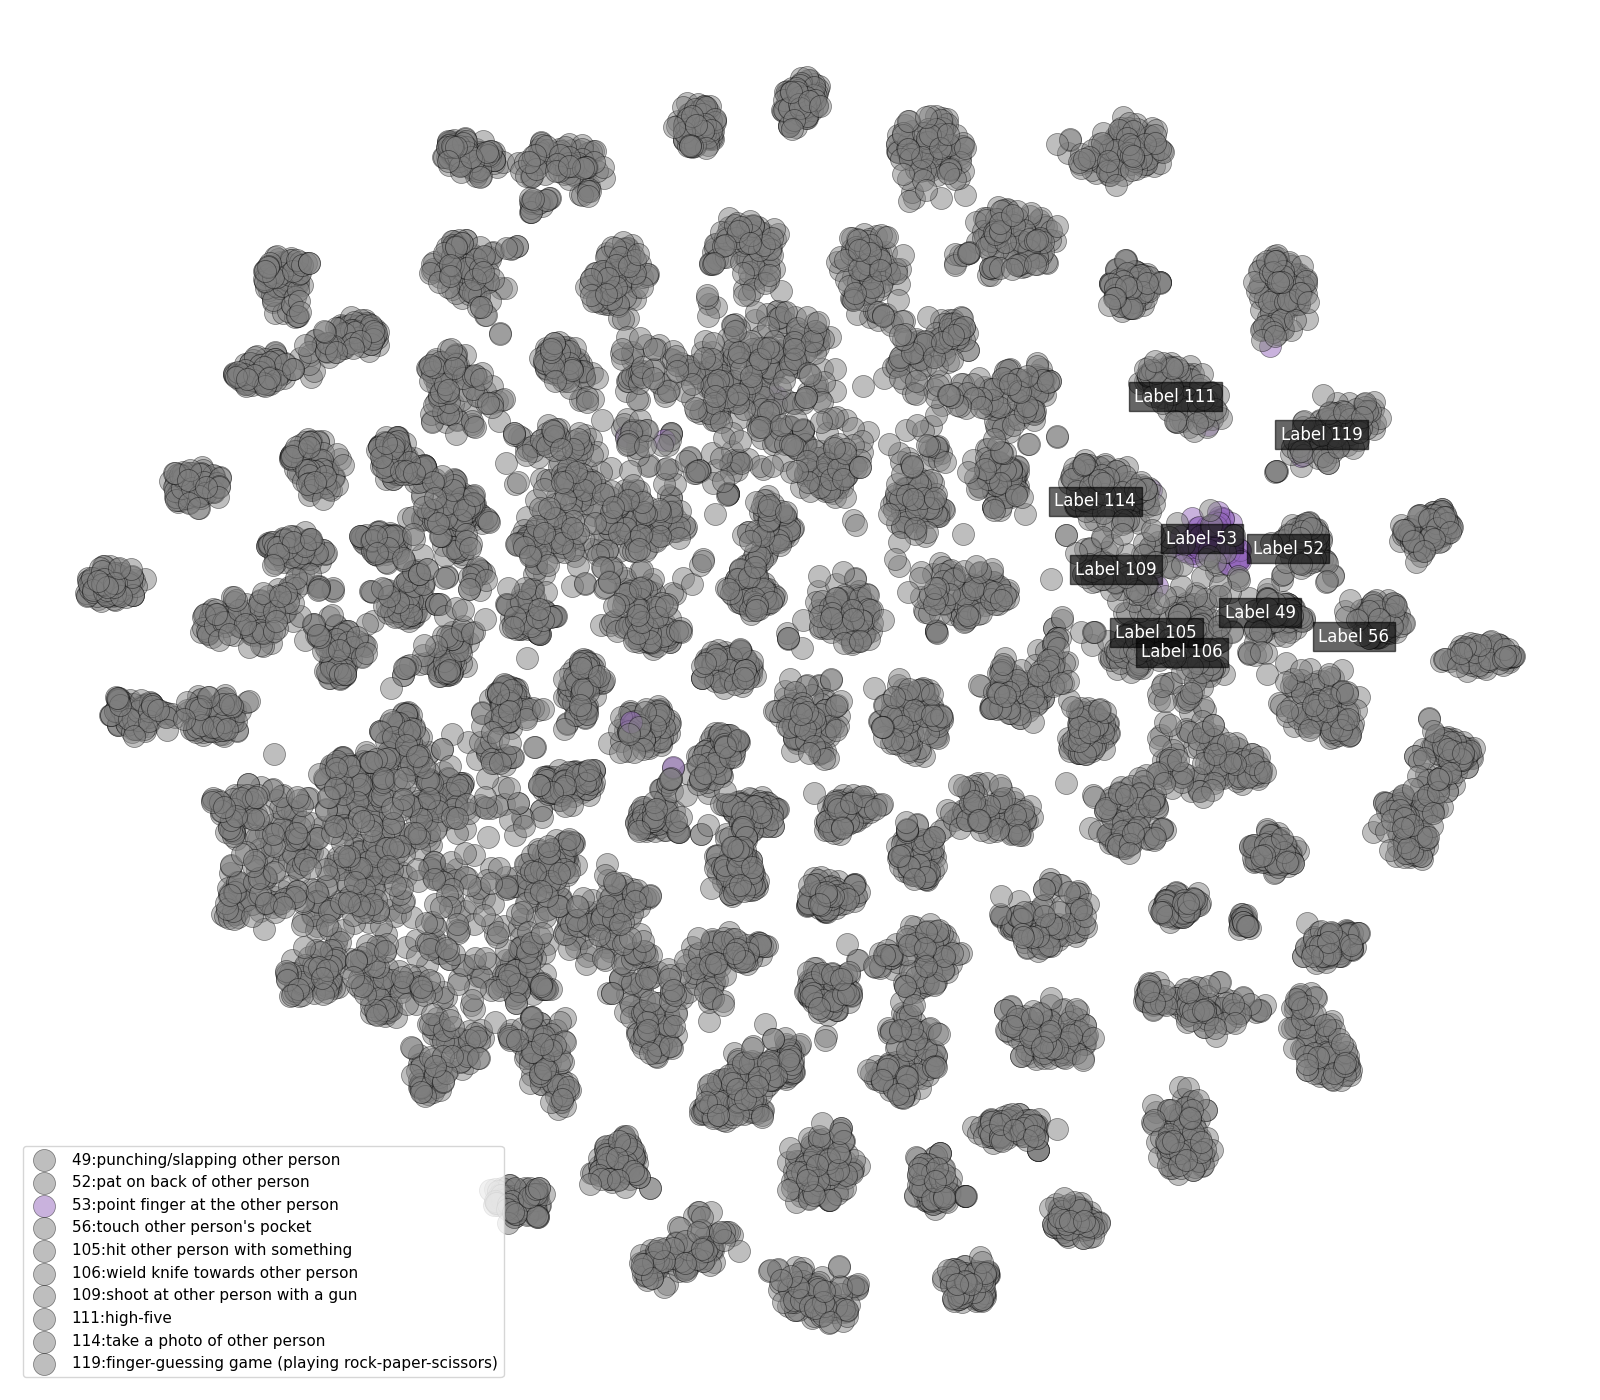 Label 111
Label 119
Label 114
Label 53
Label 52
Label 109
Label 49
Label 105
Label 56
Label 106
49:punching/slapping other person
52:pat on back of other person
53:point finger at the other person
56:touch other person's pocket
105:hit other person with something
106:wield knife towards other person
109:shoot at other person with a gun
111:high-five
114:take a photo of other person
119:finger-guessing game (playing rock-paper-scissors)